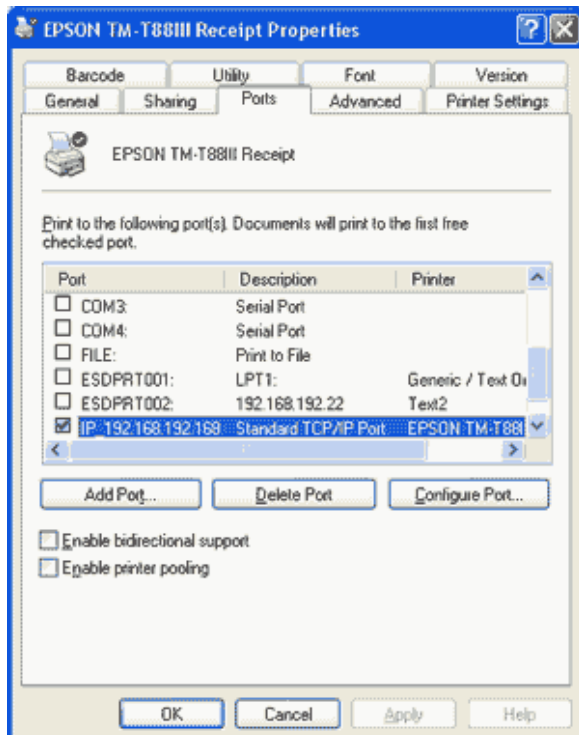 EPSON TM-T88III Receipt Properties
Barcode Utility Font Version
General Sharing Ports Advanced Printer Settings
EPSON TM-T88III Receipt
Print to the following port(s). Documents will print to the first free
checked port.
Port Description Printer
COM3: Serial Port
COM4: Serial Port
FILE: Print to File
ESDPRT001: LPT1: Generic / Text On
ESDPRT002: 192.168.192.22 Text2
IP_192.168.192.168 Standard TCP/IP Port EPSON TM-T88I
Add Port... Delete Port Configure Port...
Enable bidirectional support
Enable printer pooling
OK Cancel Apply Help